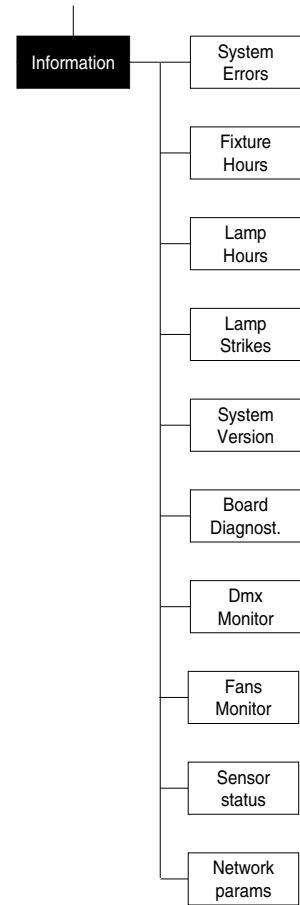 Information
System
Errors
Fixture
Hours
Lamp
Hours
Lamp
Strikes
System
Version
Board
Diagnost.
Dmx
Monitor
Fans
Monitor
Sensor
status
Network
params